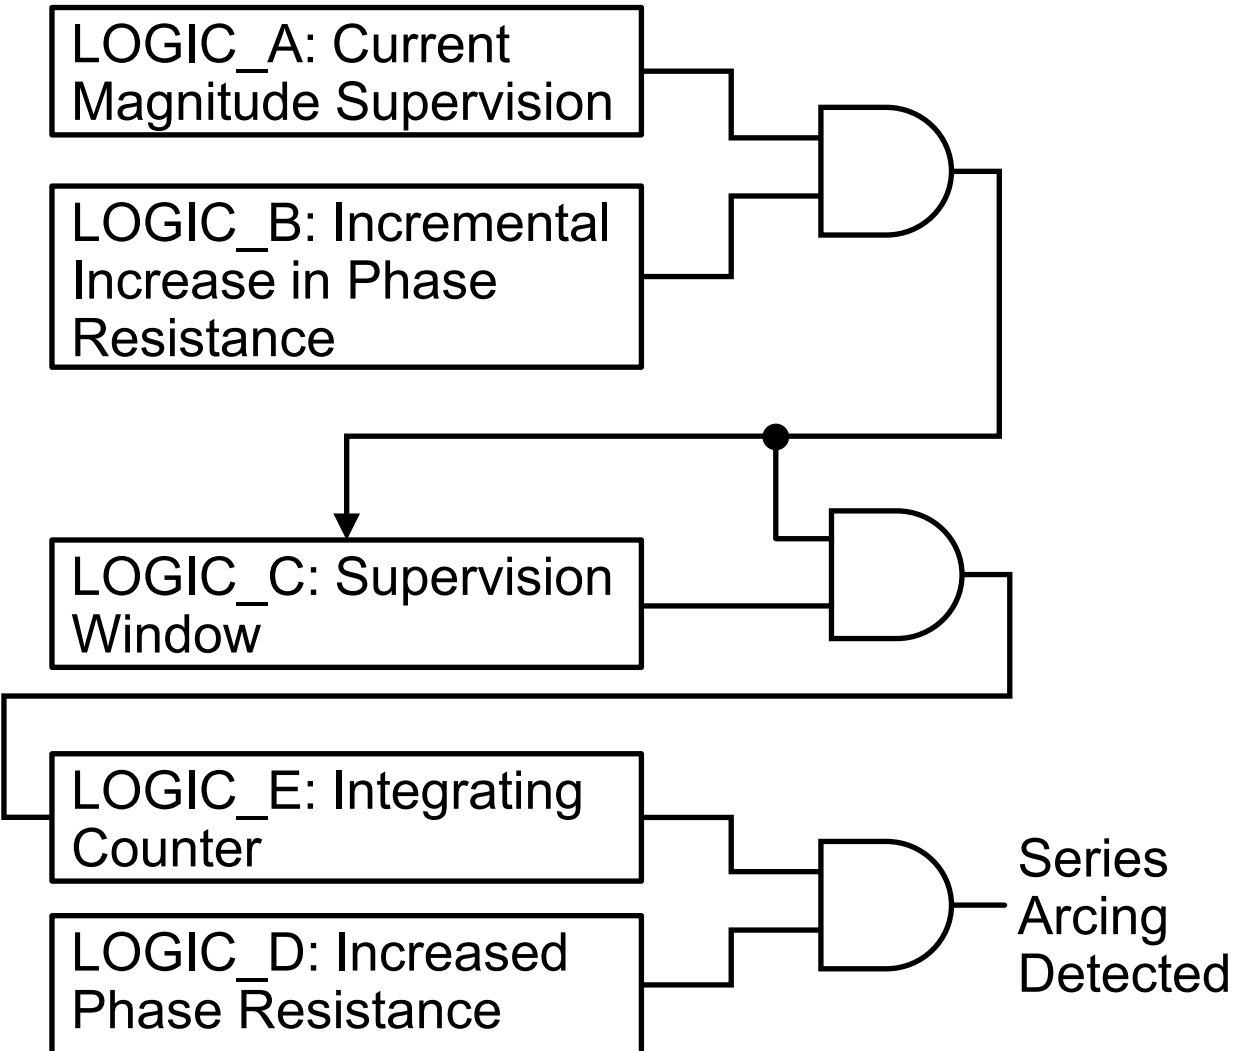 LOGIC_A: Current
Magnitude Supervision
LOGIC_B: Incremental
Increase in Phase
Resistance
LOGIC_C: Supervision
Window
LOGIC_E: Integrating
Counter
LOGIC_D: Increased
Phase Resistance
Series
Arcing
Detected